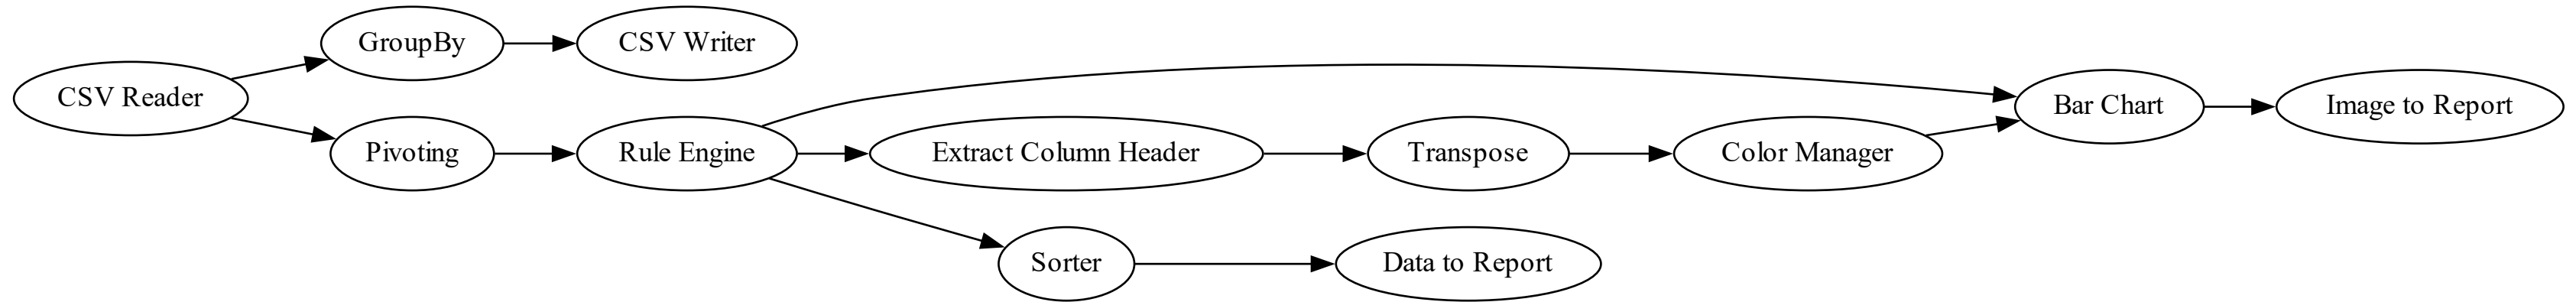 CSV Reader
GroupBy
CSV Writer
Pivoting
Rule Engine
Extract Column Header
Transpose
Color Manager
Bar Chart
Image to Report
Sorter
Data to Report